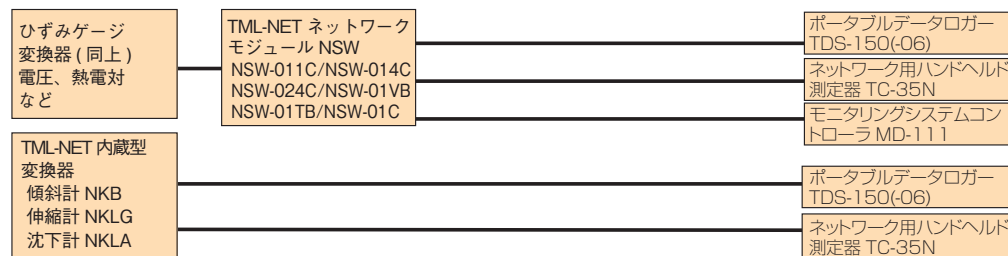 ひずみゲージ
変換器 ( 同上 )
電圧、熱電対
など
TML-NET ネットワーク
モジュール NSW
NSW-011C/NSW-014C
NSW-024C/NSW-01VB
NSW-01TB/NSW-01C
ポータブルデータロガー
TDS-150(-06)
ネットワーク用ハンドヘルド
測定器 TC-35N
モニタリングシステムコン
トローラ MD-111
TML-NET 内蔵型
変換器
傾斜計 NKB
伸縮計 NKLG
沈下計 NKLA
ポータブルデータロガー
TDS-150(-06)
ネットワーク用ハンドヘルド
測定器 TC-35N